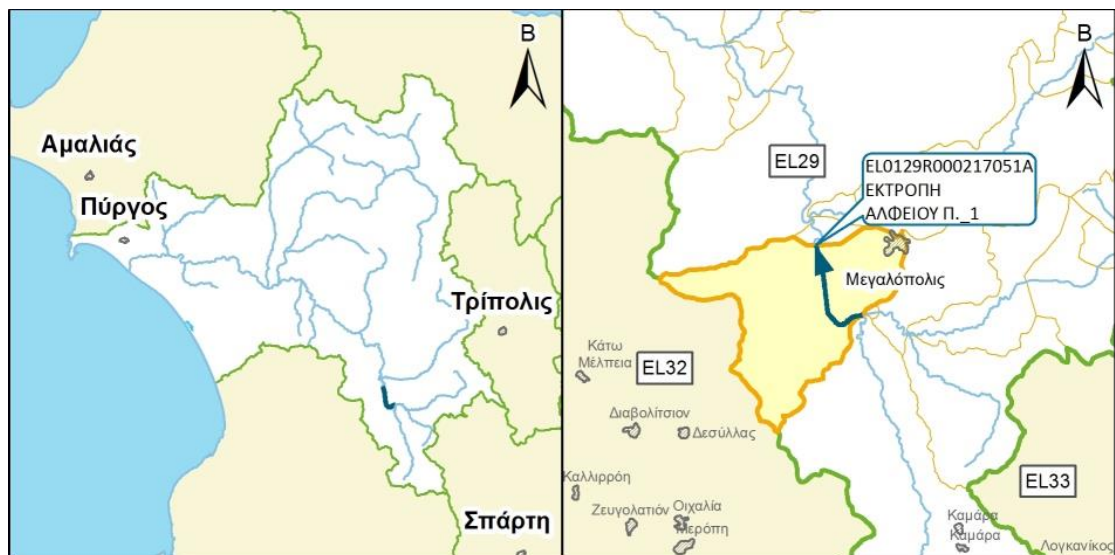 Β
Αμαλιάς
Πύργος
Τρίπολις
Σπάρτη
Β
EL29
EL0129R000217051A
ΕΚΤΡΟΠΗ
ΑΛΦΕΙΟΥ Π._1
Μεγαλόπολις
Κάτω
Μέλπεια
EL32
Διαβολίτσιον
Δεσύλλας
Καλλιρρόη
Ζευγολατιόν
Οιχαλία
Μερόπη
EL33
Καμάρα
Καμάρα
Λογκανίκος